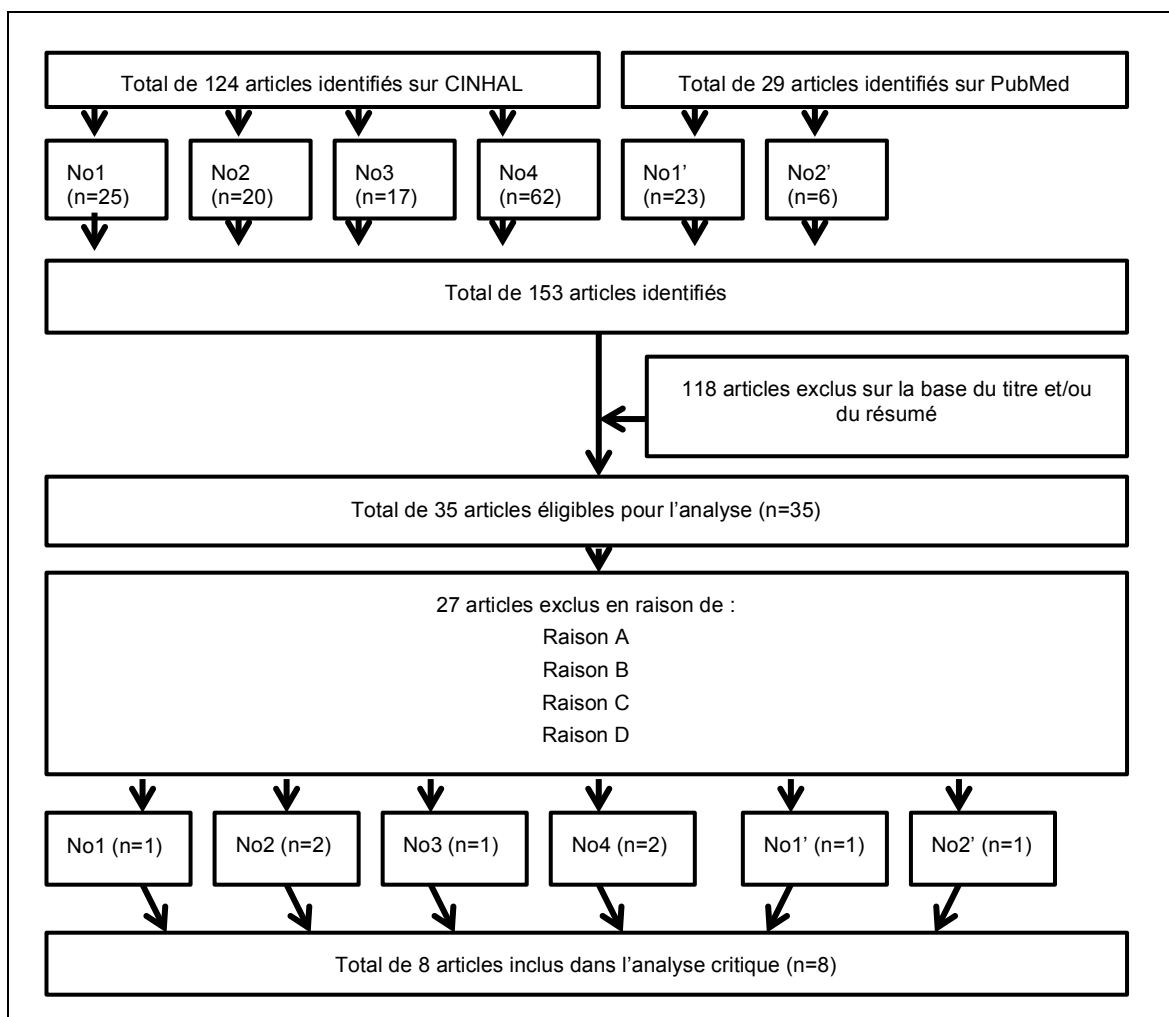 Total de 124 articles identifiés sur CINHAL
Total de 29 articles identifiés sur PubMed
No1
(n=25)
No2
(n=20)
No3
(n=17)
No4
(n=62)
No1’
(n=23)
No2’
(n=6)
Total de 153 articles identifiés
118 articles exclus sur la base du titre et/ou
du résumé
Total de 35 articles éligibles pour l’analyse (n=35)
27 articles exclus en raison de :
Raison A
Raison B
Raison C
Raison D
No1 (n=1)
No2 (n=2)
No3 (n=1)
No4 (n=2)
No1’ (n=1)
No2’ (n=1)
Total de 8 articles inclus dans l’analyse critique (n=8)